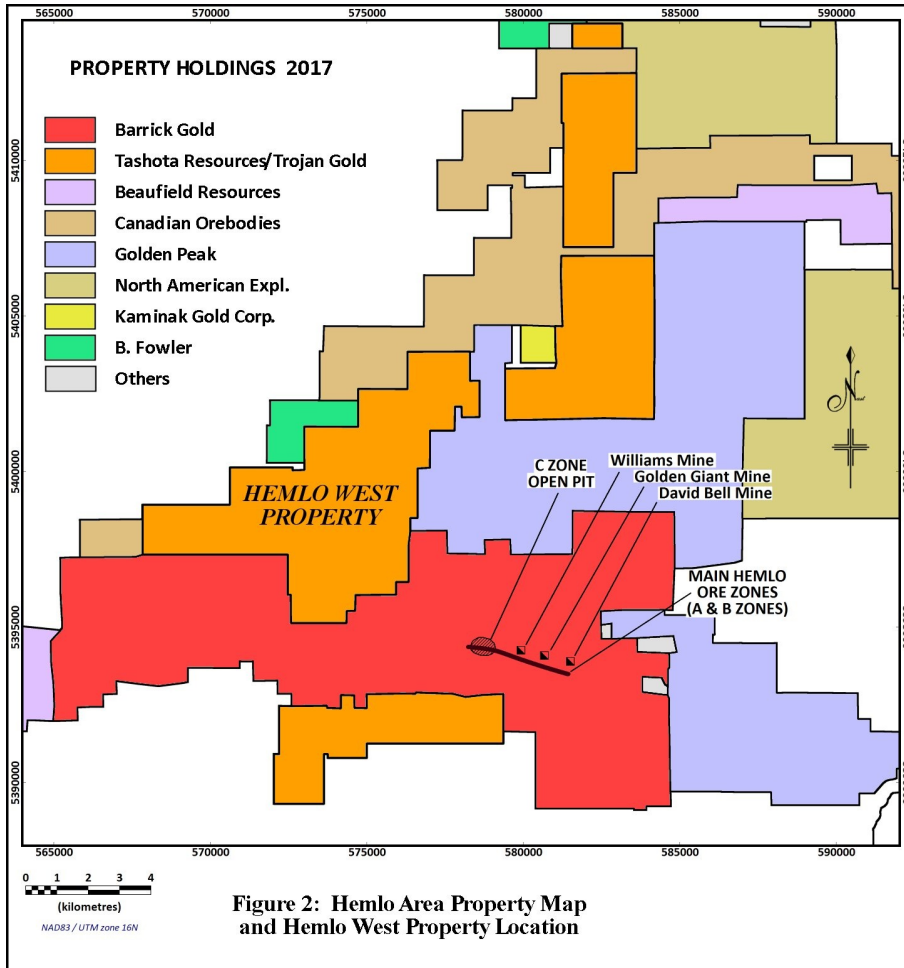 565000
570000
575000
580000
585000
590000
PROPERTY HOLDINGS 2017
Barrick Gold
Tashota Resources/Trojan Gold
Beaufield Resources
Canadian Orebodies
Golden Peak
North American Expl.
Kaminak Gold Corp.
B. Fowler
Others
5410000
5405000
5400000
5395000
5390000
N
C ZONE
OPEN PIT
Williams Mine
Golden Giant Mine
David Bell Mine
HEMLO WEST
PROPERTY
MAIN HEMLO
ORE ZONES
(A & B ZONES)
565000
570000
575000
580000
585000
590000
0 1 2 3 4
(kilometres)
NAD83 / UTM zone 16N
Figure 2: Hemlo Area Property Map
and Hemlo West Property Location